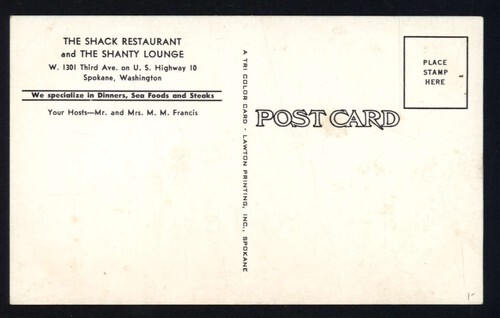 THE SHACK RESTAURANT
and THE SHANTY LOUNGE
W. 1301 Third Ave. on U. S. Highway 10
Spokane, Washington
We specialize in Dinners, Sea Foods and Steaks
Your Hosts—Mr. and Mrs. M. M. Francis
A TRI COLOR CARD - LAWTON PRINTING, INC., SPOKANE
POST CARD
PLACE
STAMP
HERE